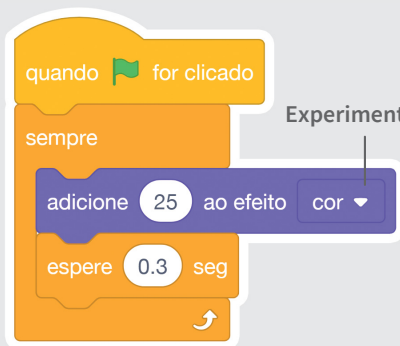 quando for clicado
Experiment
sempre
adicione 25 ao efeito cor
espere 0.3 seg